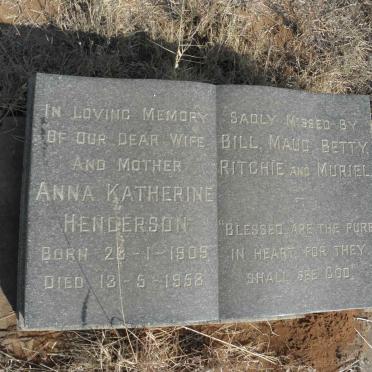 In Loving Memory
Of Our Dear Wife
And Mother
Anna Katherine
Henderson
Born 28-1-1905
Died 13-5-1958
Sadly Missed By
Bill, Maud, Betty,
Ritchie and Muriel
"Blessed are the pure
in heart, for they
shall see God".